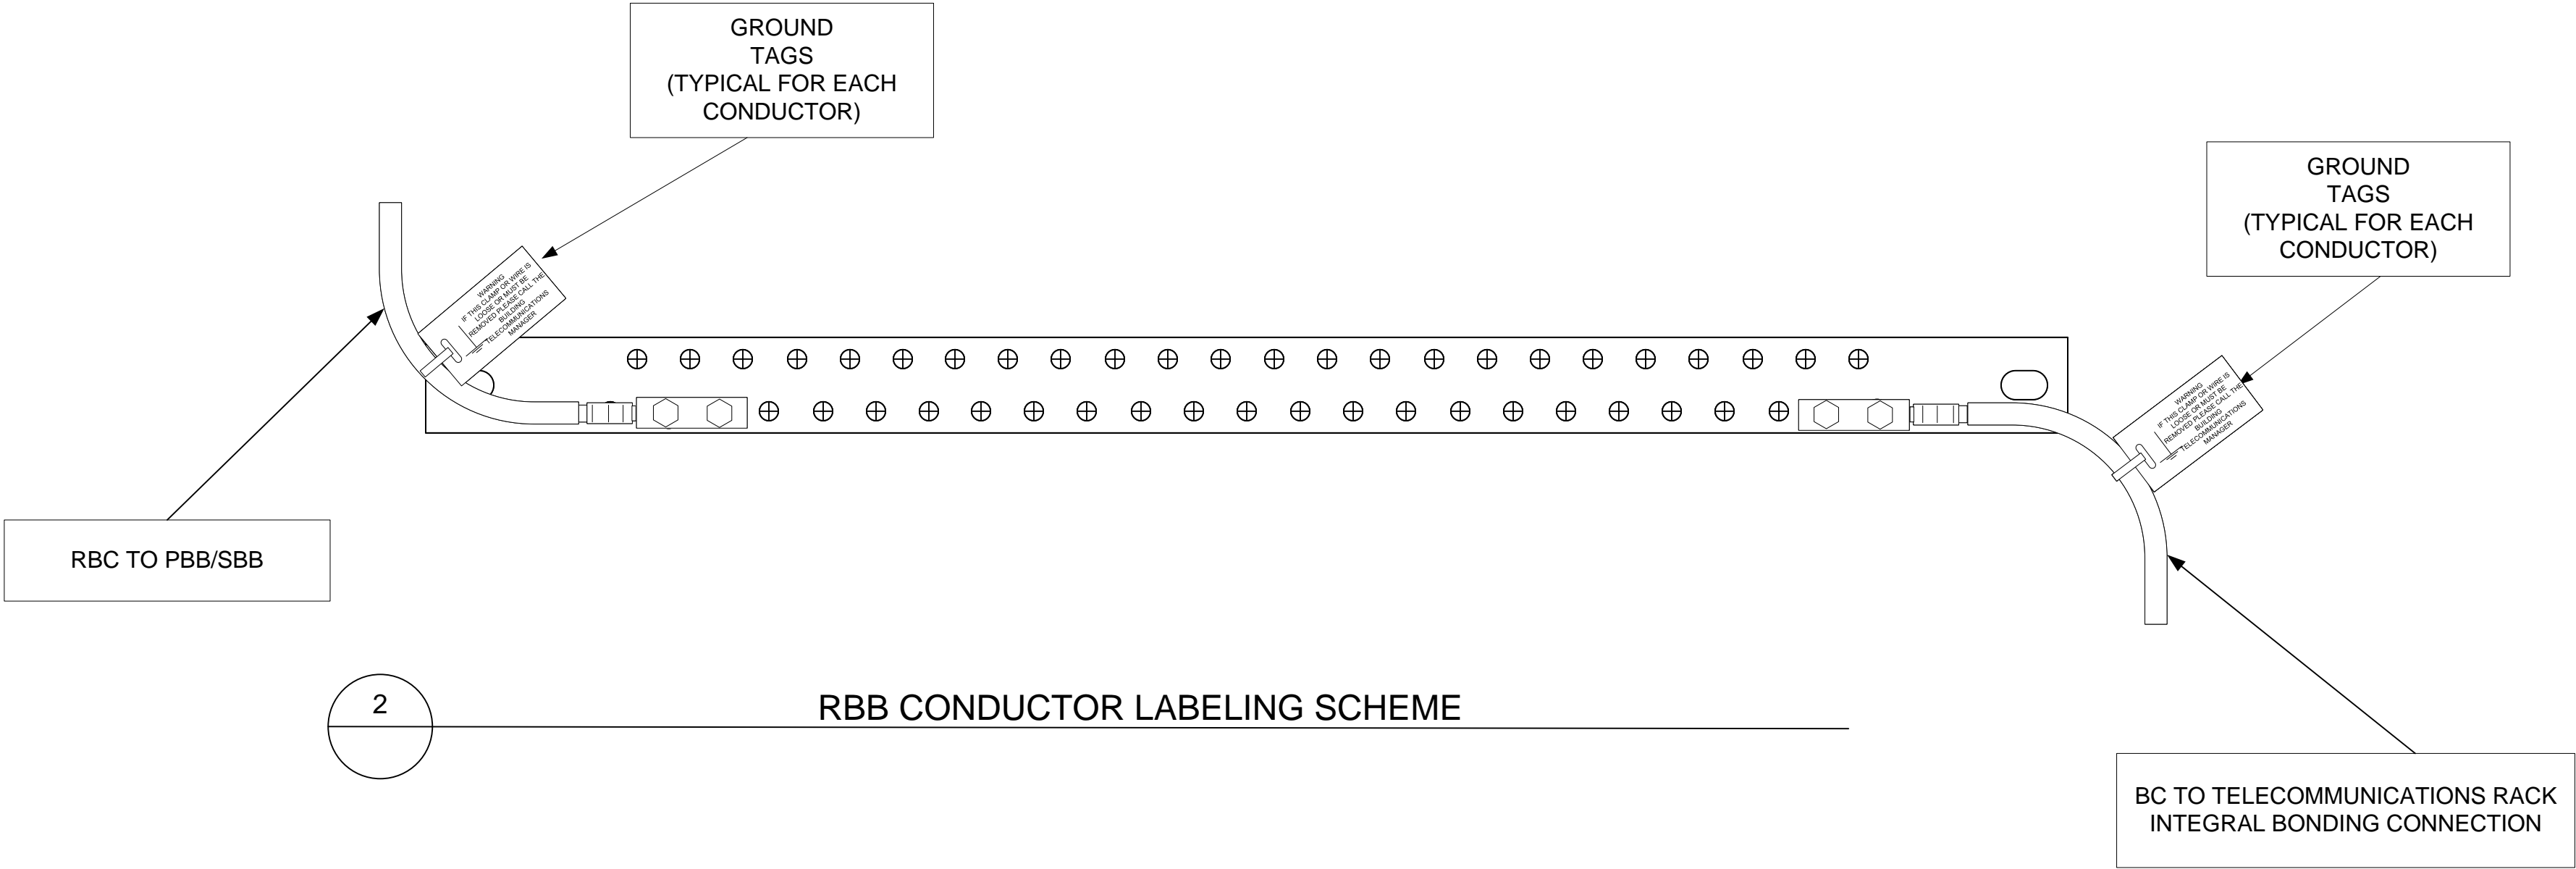 GROUND
TAGS
(TYPICAL FOR EACH
CONDUCTOR)
GROUND
TAGS
(TYPICAL FOR EACH
CONDUCTOR)
WARNING
IF THIS CLAMP OR WIRE IS
LOOSE OR MUST BE
REMOVED PLEASE CALL THE
BUILDING
TELECOMMUNICATIONS
MANAGER
WARNING
IF THIS CLAMP OR WIRE IS
LOOSE OR MUST BE
REMOVED PLEASE CALL THE
BUILDING
TELECOMMUNICATIONS
MANAGER
RBC TO PBB/SBB
2
RBB CONDUCTOR LABELING SCHEME
BC TO TELECOMMUNICATIONS RACK
INTEGRAL BONDING CONNECTION